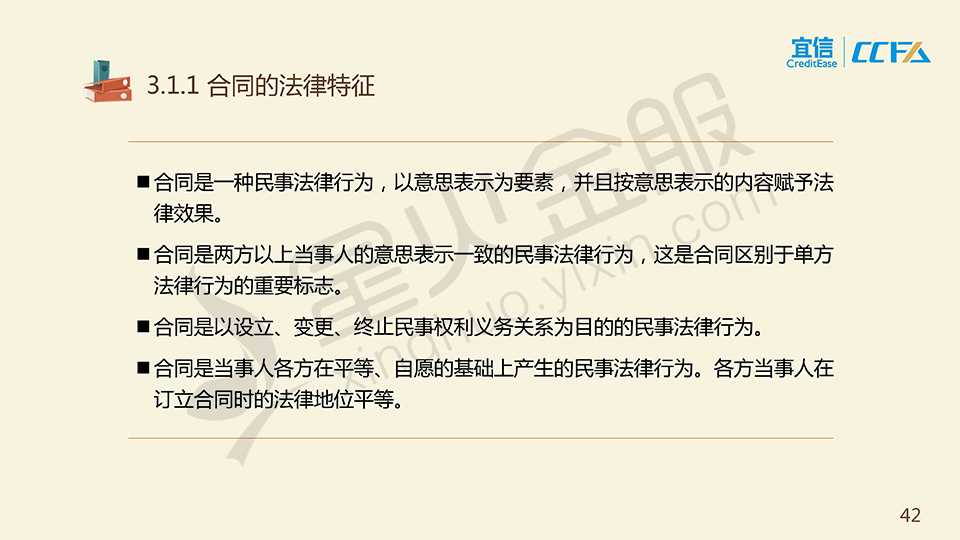 宜信
CreditEase
CCFA
3.1.1 合同的法律特征
■合同是一种民事法律行为，以意思表示为要素，并且按意思表示的内容赋予法
律效果。
■合同是两方以上当事人的意思表示一致的民事法律行为，这是合同区别于单方
法律行为的重要标志。
■合同是以设立、变更、终止民事权利义务关系为目的的民事法律行为。
■合同是当事人各方在平等、自愿的基础上产生的民事法律行为。各方当事人在
订立合同时的法律地位平等。
星火金服
xinghuo.yixin.com
42